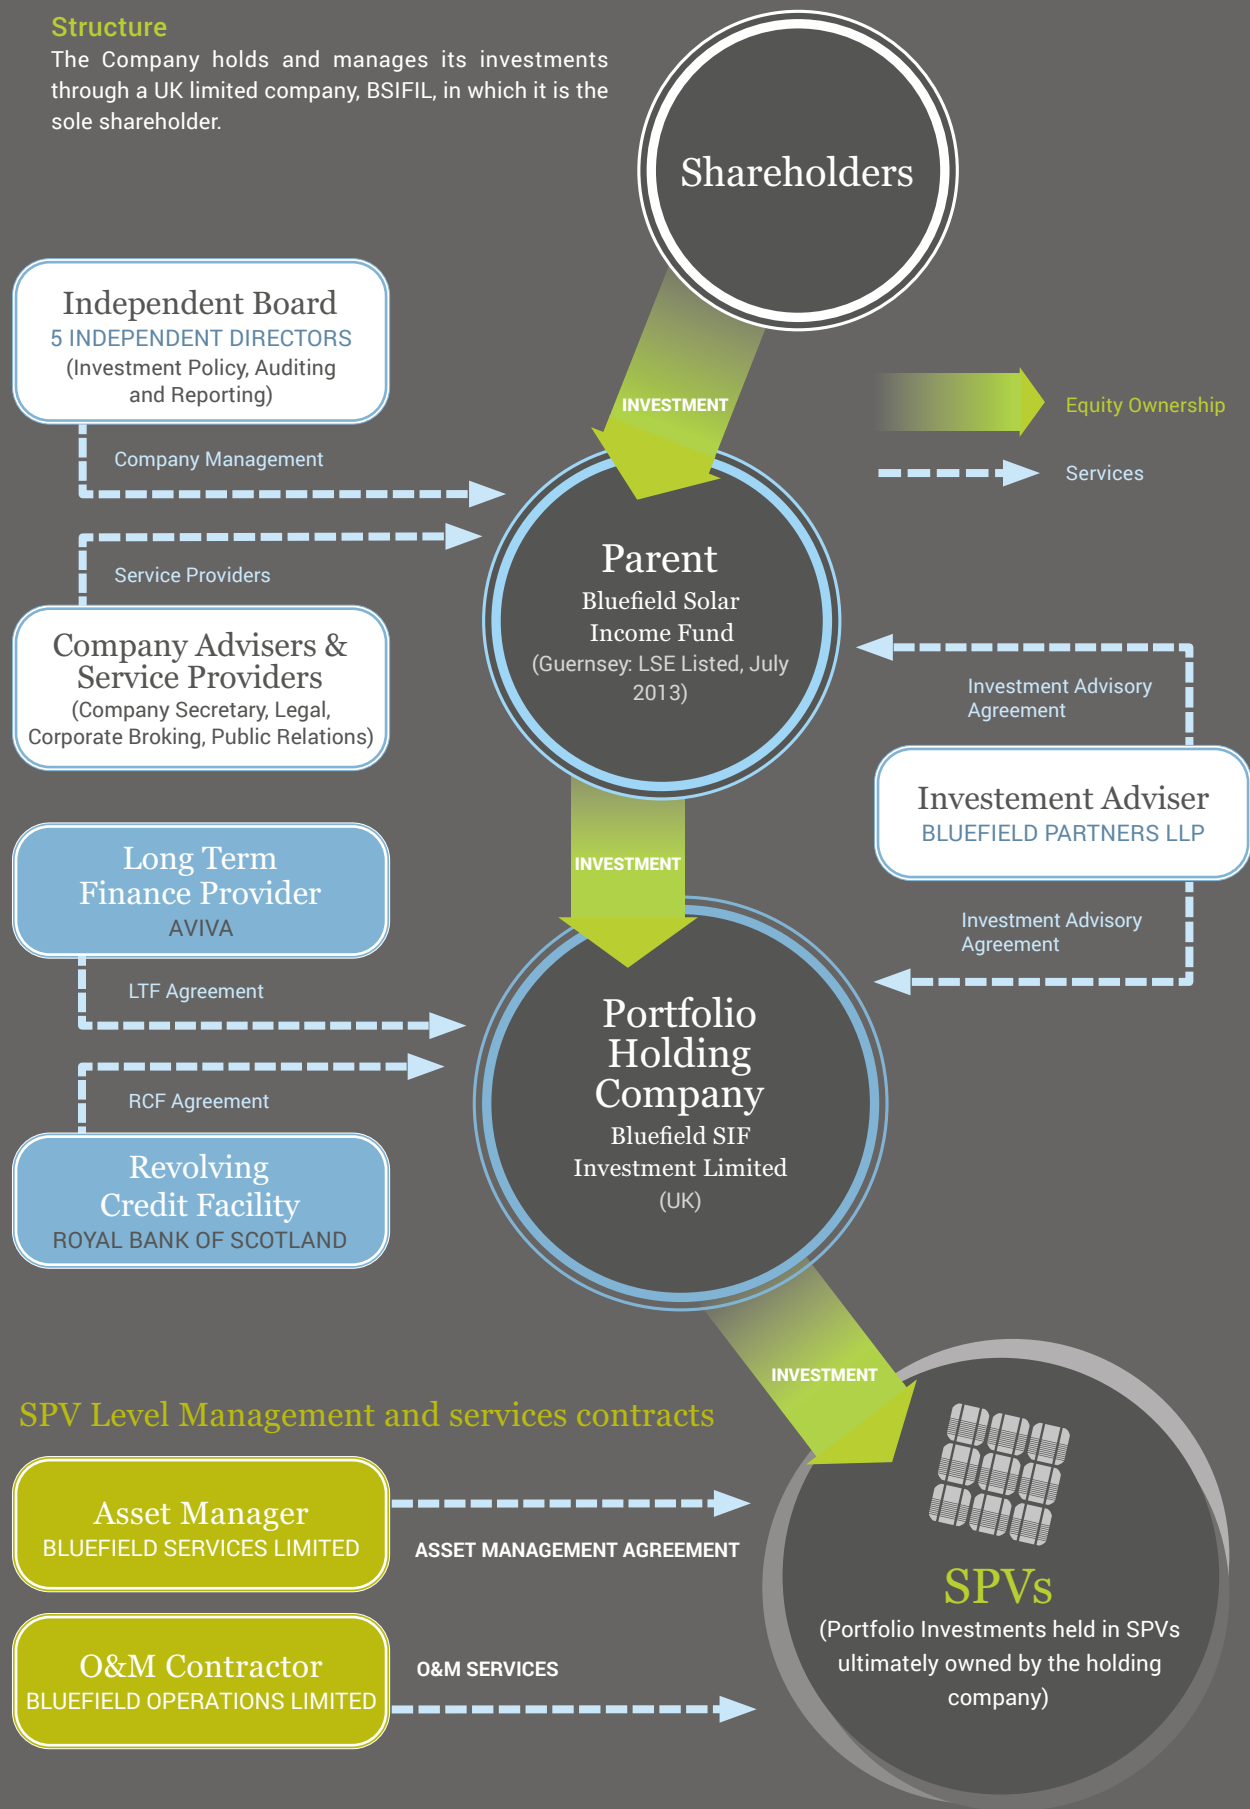 Structure
The Company holds and manages its investments
through a UK limited company, BSIFIL, in which it is the
sole shareholder.
Shareholders
Independent Board
5 INDEPENDENT DIRECTORS
(Investment Policy, Auditing
and Reporting)
INVESTMENT
Equity Ownership
Company Management
Services
Service Providers
Parent
Bluefield Solar
Income Fund
(Guernsey: LSE Listed, July
2013)
Company Advisers &
Service Providers
(Company Secretary, Legal,
Corporate Broking, Public Relations)
Investment Advisory
Agreement
Investement Adviser
BLUEFIELD PARTNERS LLP
INVESTMENT
Long Term
Finance Provider
AVIVA
Investment Advisory
Agreement
LTF Agreement
Portfolio
Holding
Company
Bluefield SIF
Investment Limited
(UK)
RCF Agreement
Revolving
Credit Facility
ROYAL BANK OF SCOTLAND
INVESTMENT
SPV Level Management and services contracts
Asset Manager
BLUEFIELD SERVICES LIMITED
ASSET MANAGEMENT AGREEMENT
SPVs
(Portfolio Investments held in SPVs
ultimately owned by the holding
company)
O&M Contractor
BLUEFIELD OPERATIONS LIMITED
O&M SERVICES